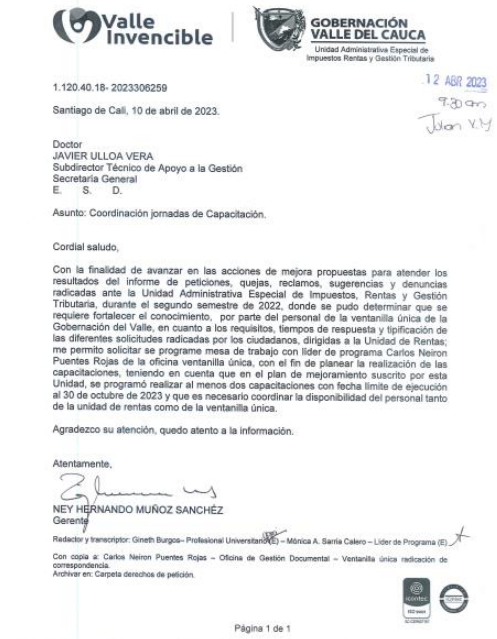 Valle
Invencible
GOBERNACIÓN
VALLE DEL CAUCA
Unidad Administrativa Especial de
Impuestos Rentas y Gestión Tributaria
12 ABR 2023
9:30 am
Julian V.M
1.120.40.18- 2023306259
Santiago de Cali, 10 de abril de 2023.
Doctor
JAVIER ULLOA VERA
Subdirector Técnico de Apoyo a la Gestión
Secretaría General
E. S. D.
Asunto: Coordinación jornadas de Capacitación.
Cordial saludo,
Con la finalidad de avanzar en las acciones de mejora propuestas para atender los
resultados del informe de peticiones, quejas, reclamos, sugerencias y denuncias
radicadas ante la Unidad Administrativa Especial de Impuestos, Rentas y Gestión
Tributaria, durante el segundo semestre de 2022, donde se pudo determinar que se
requiere fortalecer el conocimiento, por parte del personal de la ventanilla única de la
Gobernación del Valle, en cuanto a los requisitos, tiempos de respuesta y tipificación de
las diferentes solicitudes radicadas por los ciudadanos, dirigidas a la Unidad de Rentas;
me permito solicitar se programe mesa de trabajo con líder de programa Carlos Neiron
Puentes Rojas de la oficina ventanilla única, con el fin de planear la realización de las
capacitaciones, teniendo en cuenta que en el plan de mejoramiento suscrito por esta
Unidad, se programó realizar al menos dos capacitaciones con fecha limite de ejecución
al 30 de octubre de 2023 y que es necesario coordinar la disponibilidad del personal tanto
de la unidad de rentas como de la ventanilla única.
Agradezco su atención, quedo atento a la información.
Atentamente,
NEY HERNANDO MUÑOZ SANCHÉZ
Gerente
Redactor y transcriptor: Gineth Burgos– Profesional Universitario (E) – Mónica A. Sarria Calero – Líder de Programa (E)
Con copia a: Carlos Neiron Puentes Rojas – Oficina de Gestión Documental – Ventanilla única radicación de
correspondencia.
Archivar en: Carpeta derechos de petición.
icontec
ISO 9001
Página 1 de 1